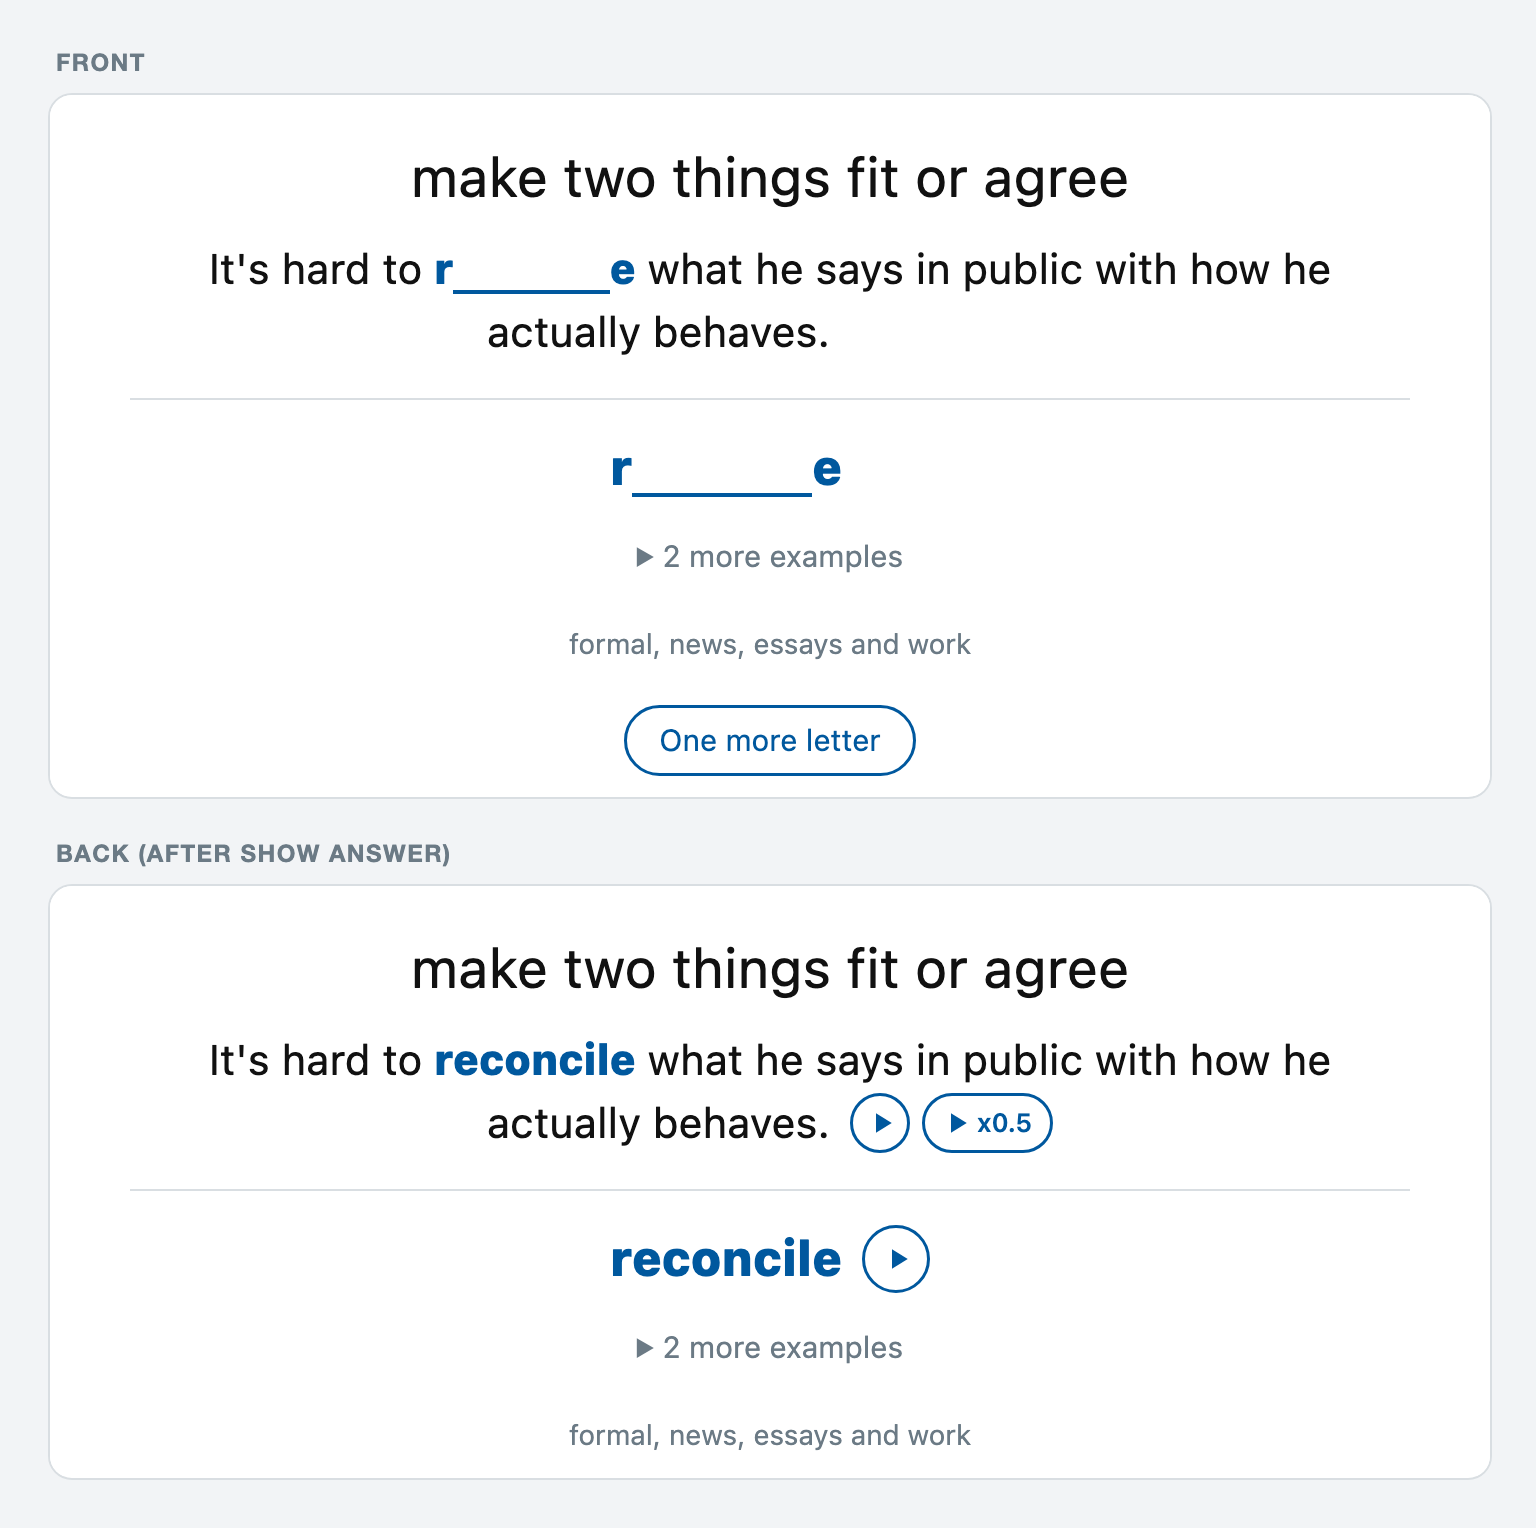 FRONT
make two things fit or agree
It's hard to r_______e what he says in public with how he
actually behaves.
r_______e
▶ 2 more examples
formal, news, essays and work
One more letter
BACK (AFTER SHOW ANSWER)
make two things fit or agree
It's hard to reconcile what he says in public with how he
actually behaves. ▶ ▶ x0.5
reconcile ▶
▶ 2 more examples
formal, news, essays and work